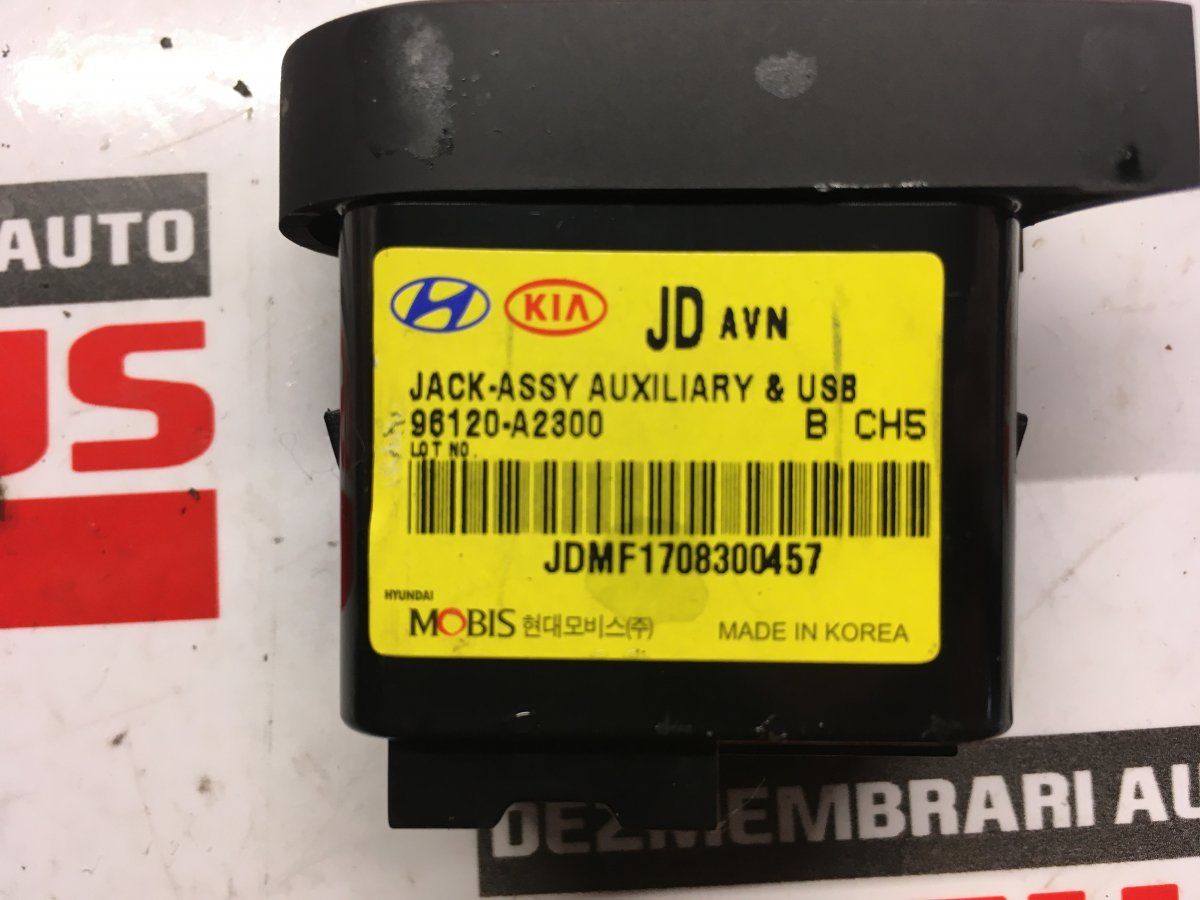 AUTO
US
KIA JD AVN
JACK-ASSY AUXILIARY & USB
96120-A2300 B CH5
LOT NO.
JDMF1708300457
HYUNDAI
MOBIS 현대모비스(주) MADE IN KOREA
DEZMEMBRARI AU